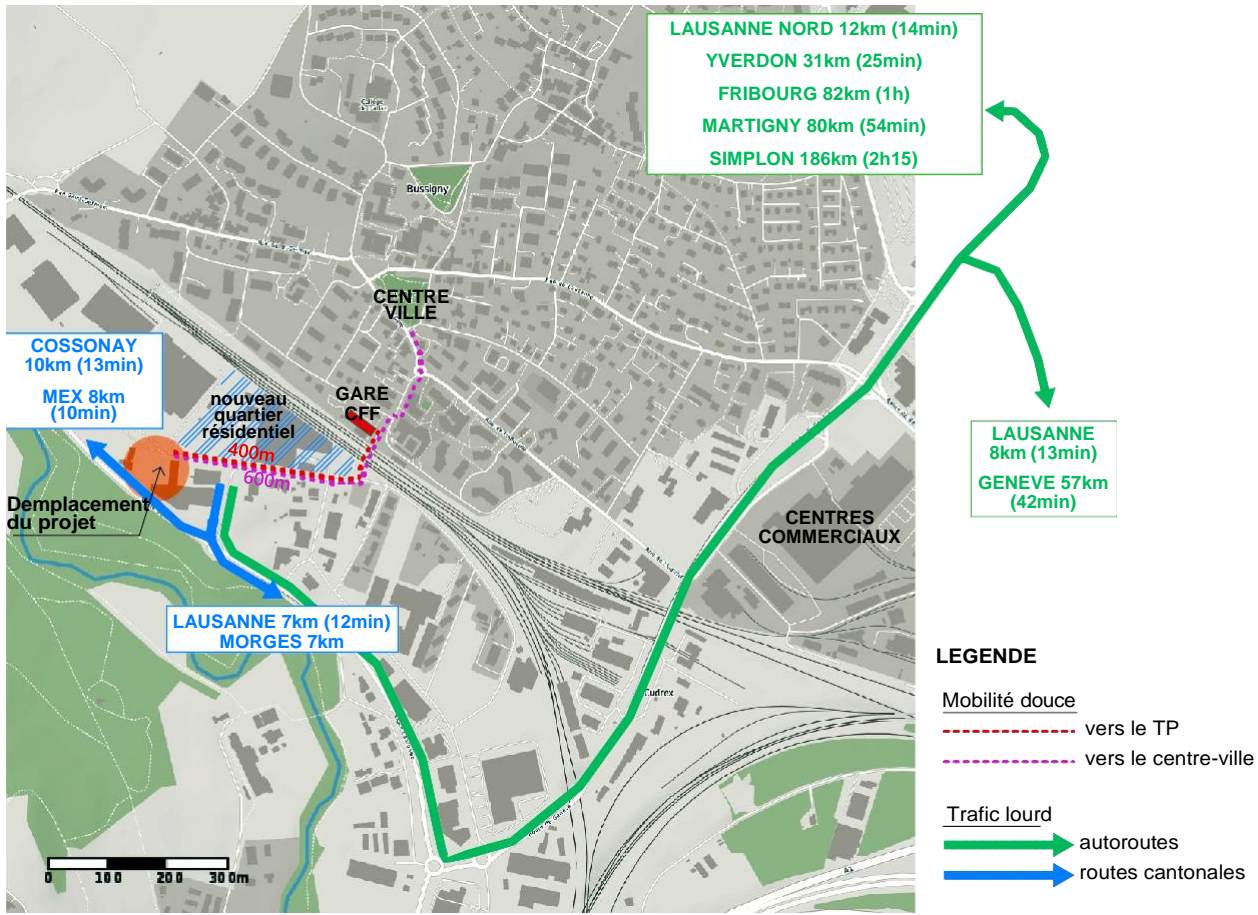 LAUSANNE NORD 12km (14min)
YVERDON 31km (25min)
FRIBOURG 82km (1h)
MARTIGNY 80km (54min)
SIMPLON 186km (2h15)
Bussigny
CENTRE
VILLE
COSSONAY
10km (13min)
MEX 8km
(10min)
nouveau
quartier
résidentiel
GARE
CFF
400m
600m
Demplacement
du projet
LAUSANNE
8km (13min)
GENEVE 57km
(42min)
CENTRES
COMMERCIAUX
LAUSANNE 7km (12min)
MORGES 7km
Cudrex
LEGENDE
Mobilité douce
vers le TP
vers le centre-ville
Trafic lourd
autoroutes
routes cantonales
0 100 200 300m